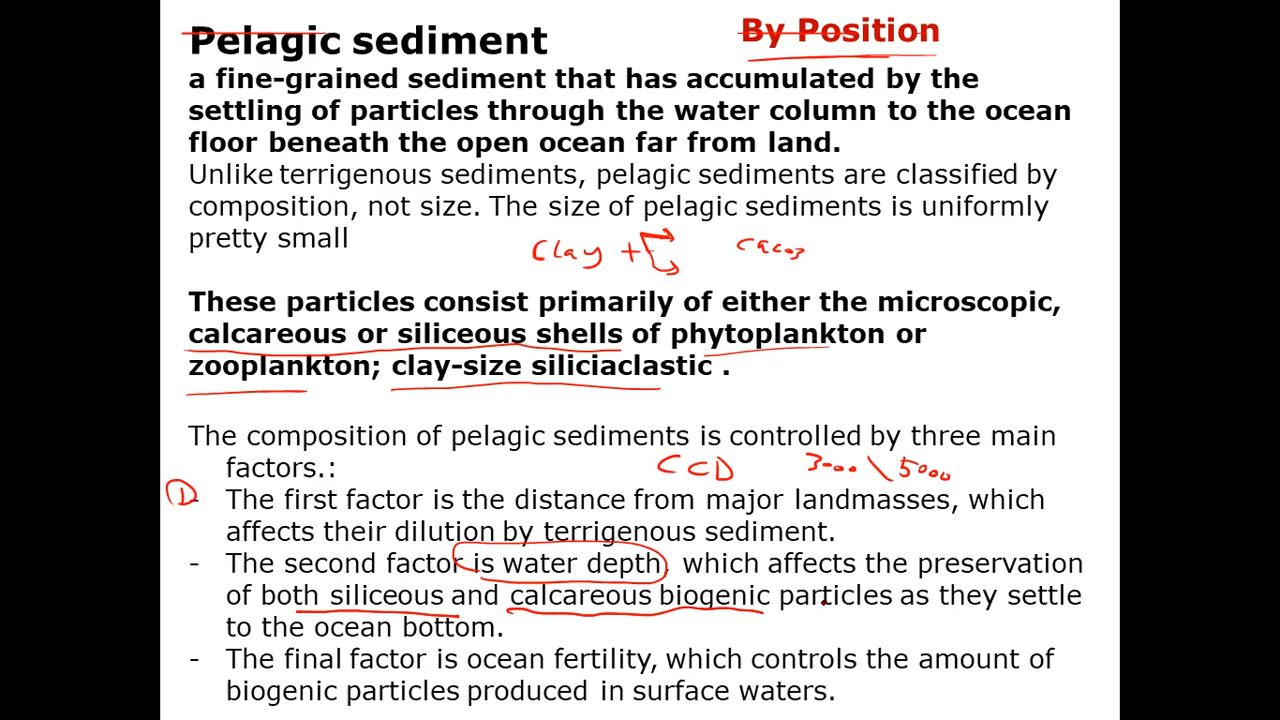 Pelagic sediment
By Position
a fine-grained sediment that has accumulated by the
settling of particles through the water column to the ocean
floor beneath the open ocean far from land.
Unlike terrigenous sediments, pelagic sediments are classified by
composition, not size. The size of pelagic sediments is uniformly
pretty small
Clay +
CaCO3
These particles consist primarily of either the microscopic,
calcareous or siliceous shells of phytoplankton or
zooplankton; clay-size siliciaclastic .
The composition of pelagic sediments is controlled by three main
factors.:
CCD 3000 \ 5000
1
- The first factor is the distance from major landmasses, which
affects their dilution by terrigenous sediment.
- The second factor is water depth, which affects the preservation
of both siliceous and calcareous biogenic particles as they settle
to the ocean bottom.
- The final factor is ocean fertility, which controls the amount of
biogenic particles produced in surface waters.